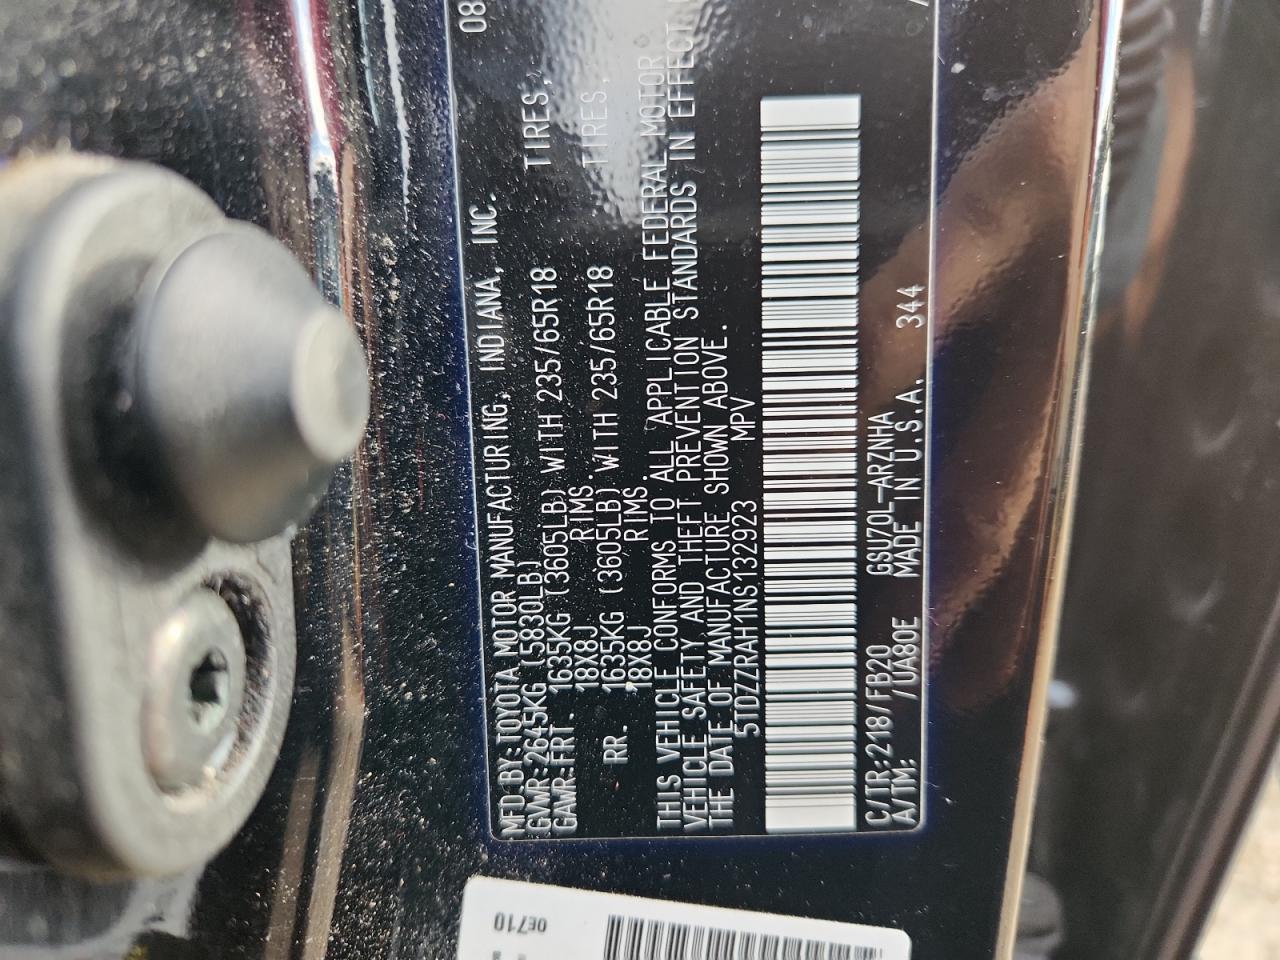 MFD BY: TOYOTA MOTOR MANUFACTURING, INDIANA, INC. 08
GVWR: 2645KG (5830LB)
GAWR: FRT. 1635KG (3605LB) WITH 235/65R18 TIRES,
18X8J RIMS.
RR. 1635KG (3605LB) WITH 235/65R18 TIRES,
18X8J RIMS.
THIS VEHICLE CONFORMS TO ALL APPLICABLE FEDERAL MOTOR
VEHICLE SAFETY AND THEFT PREVENTION STANDARDS IN EFFECT
THE DATE OF MANUFACTURE SHOWN ABOVE.
5TDZZRAH1NS132923 MPV
C/TR: 218/FB20 GSU70L-ARZNHA
A/TM: /UA80E MADE IN U.S.A. 344
0E710